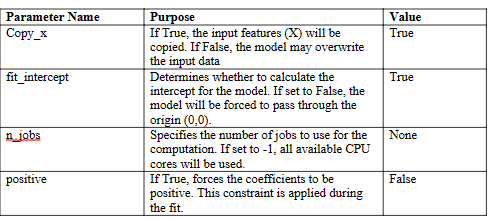 Parameter Name Purpose Value
Copy_x If True, the input features (X) will be True
copied. If False, the model may overwrite
the input data
fit_intercept Determines whether to calculate the True
intercept for the model. If set to False, the
model will be forced to pass through the
origin (0,0).
n_jobs Specifies the number of jobs to use for the None
computation. If set to -1, all available CPU
cores will be used.
positive If True, forces the coefficients to be False
positive. This constraint is applied during
the fit.